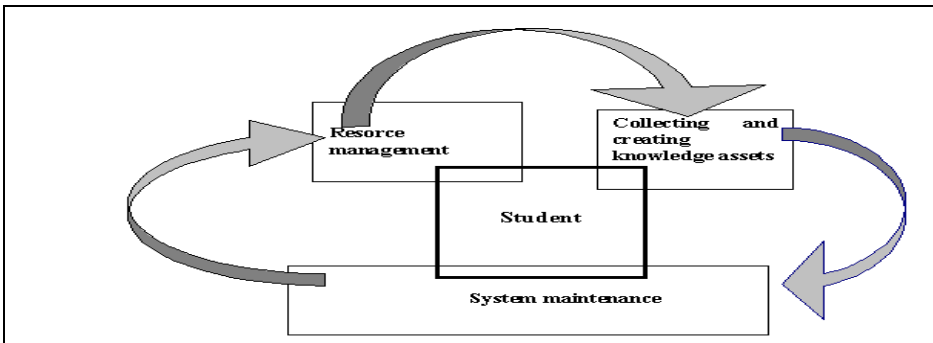 Resorce
management
Collecting and
creating
knowledge assets
Student
System maintenance